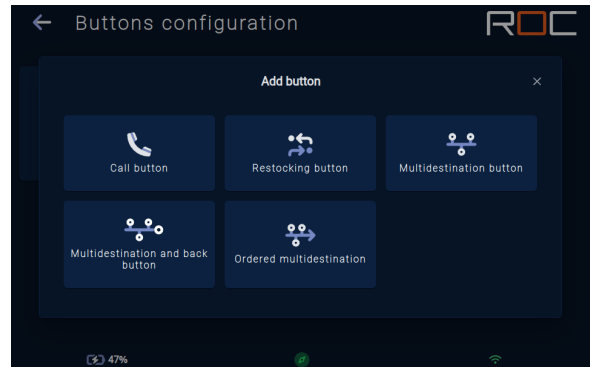 Buttons configuration
ROC
Add button
Call button
Restocking button
Multidestination button
Multidestination and back
button
Ordered multidestination
47%